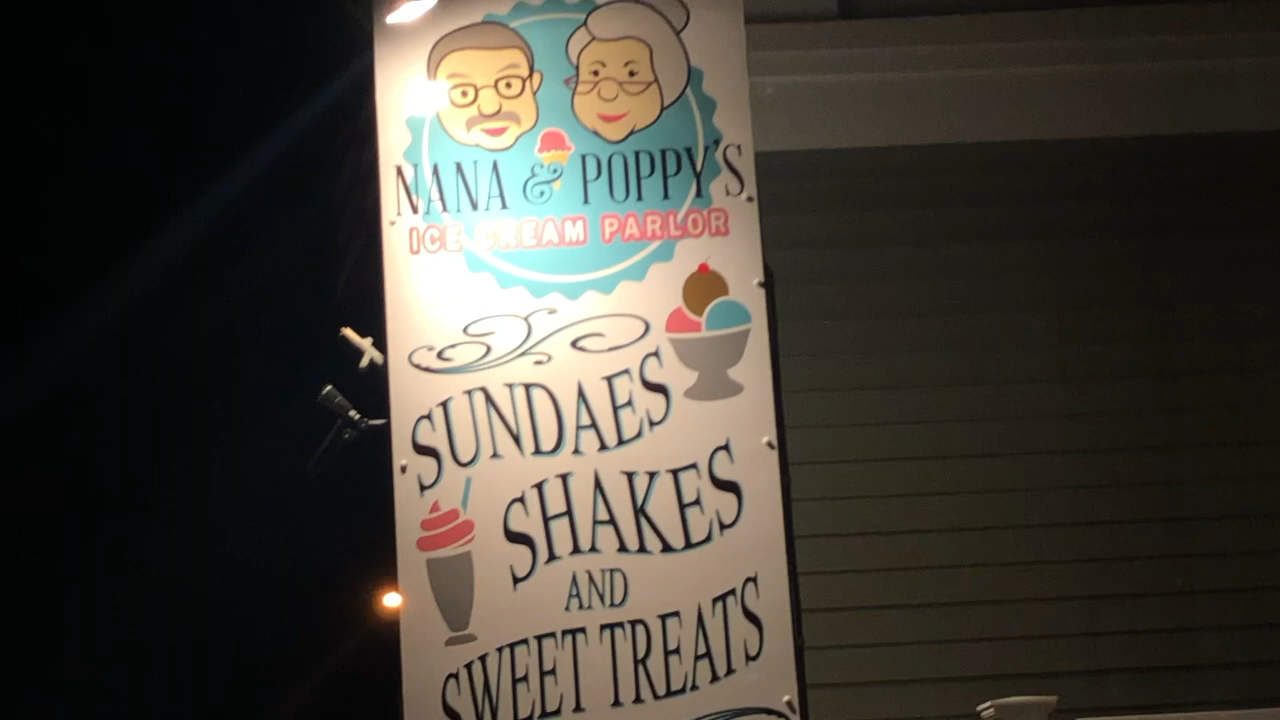 NANA & POPPY'S
ICE CREAM PARLOR
SUNDAES
SHAKES
AND
SWEET TREATS